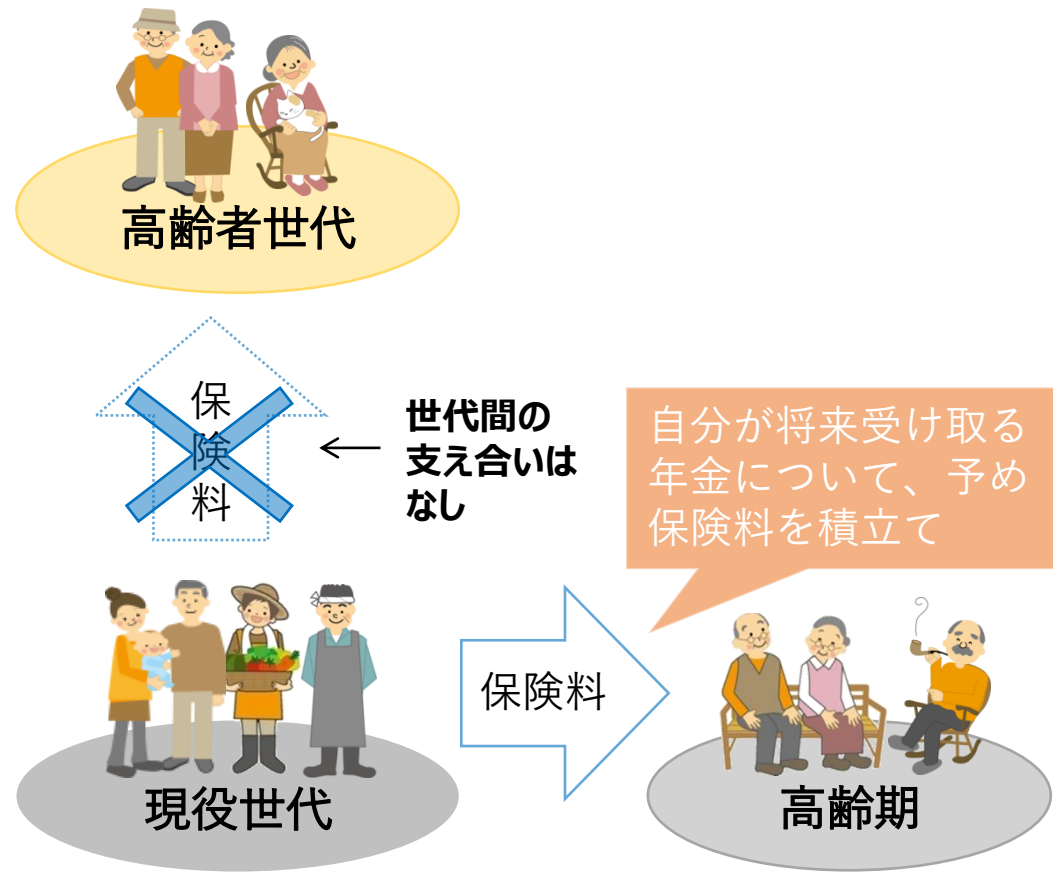 高齢者世代
保険料
世代間の
支え合いは
なし
自分が将来受け取る
年金について、予め
保険料を積立て
保険料
現役世代
高齢期